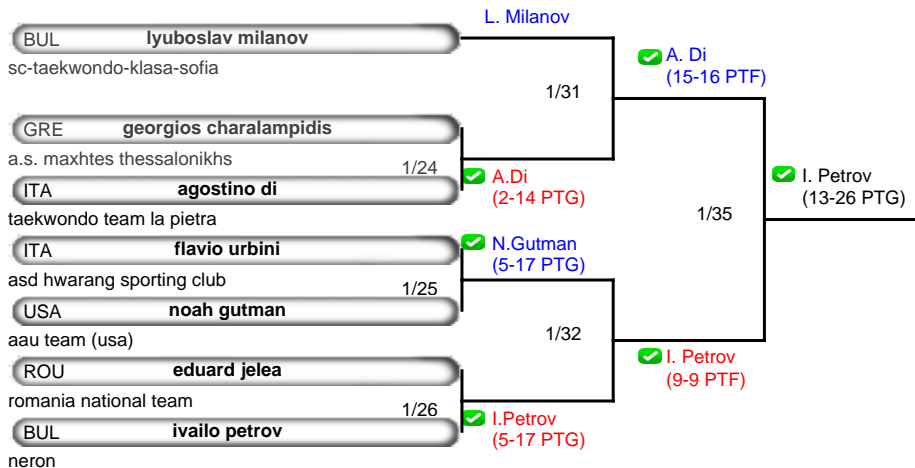 L. Milanov
BUL lyuboslav milanov
sc-taekwondo-klasa-sofia
A. Di
(15-16 PTF)
1/31
GRE georgios charalampidis
a.s. maxhtes thessalonikhs
1/24
ITA agostino di
A.Di
(2-14 PTG)
taekwondo team la pietra
I. Petrov
(13-26 PTG)
1/35
ITA flavio urbini
N.Gutman
(5-17 PTG)
asd hwarang sporting club
1/25
USA noah gutman
aau team (usa)
1/32
I. Petrov
(9-9 PTF)
ROU eduard jelea
romania national team
1/26
BUL ivailo petrov
I.Petrov
(5-17 PTG)
neron